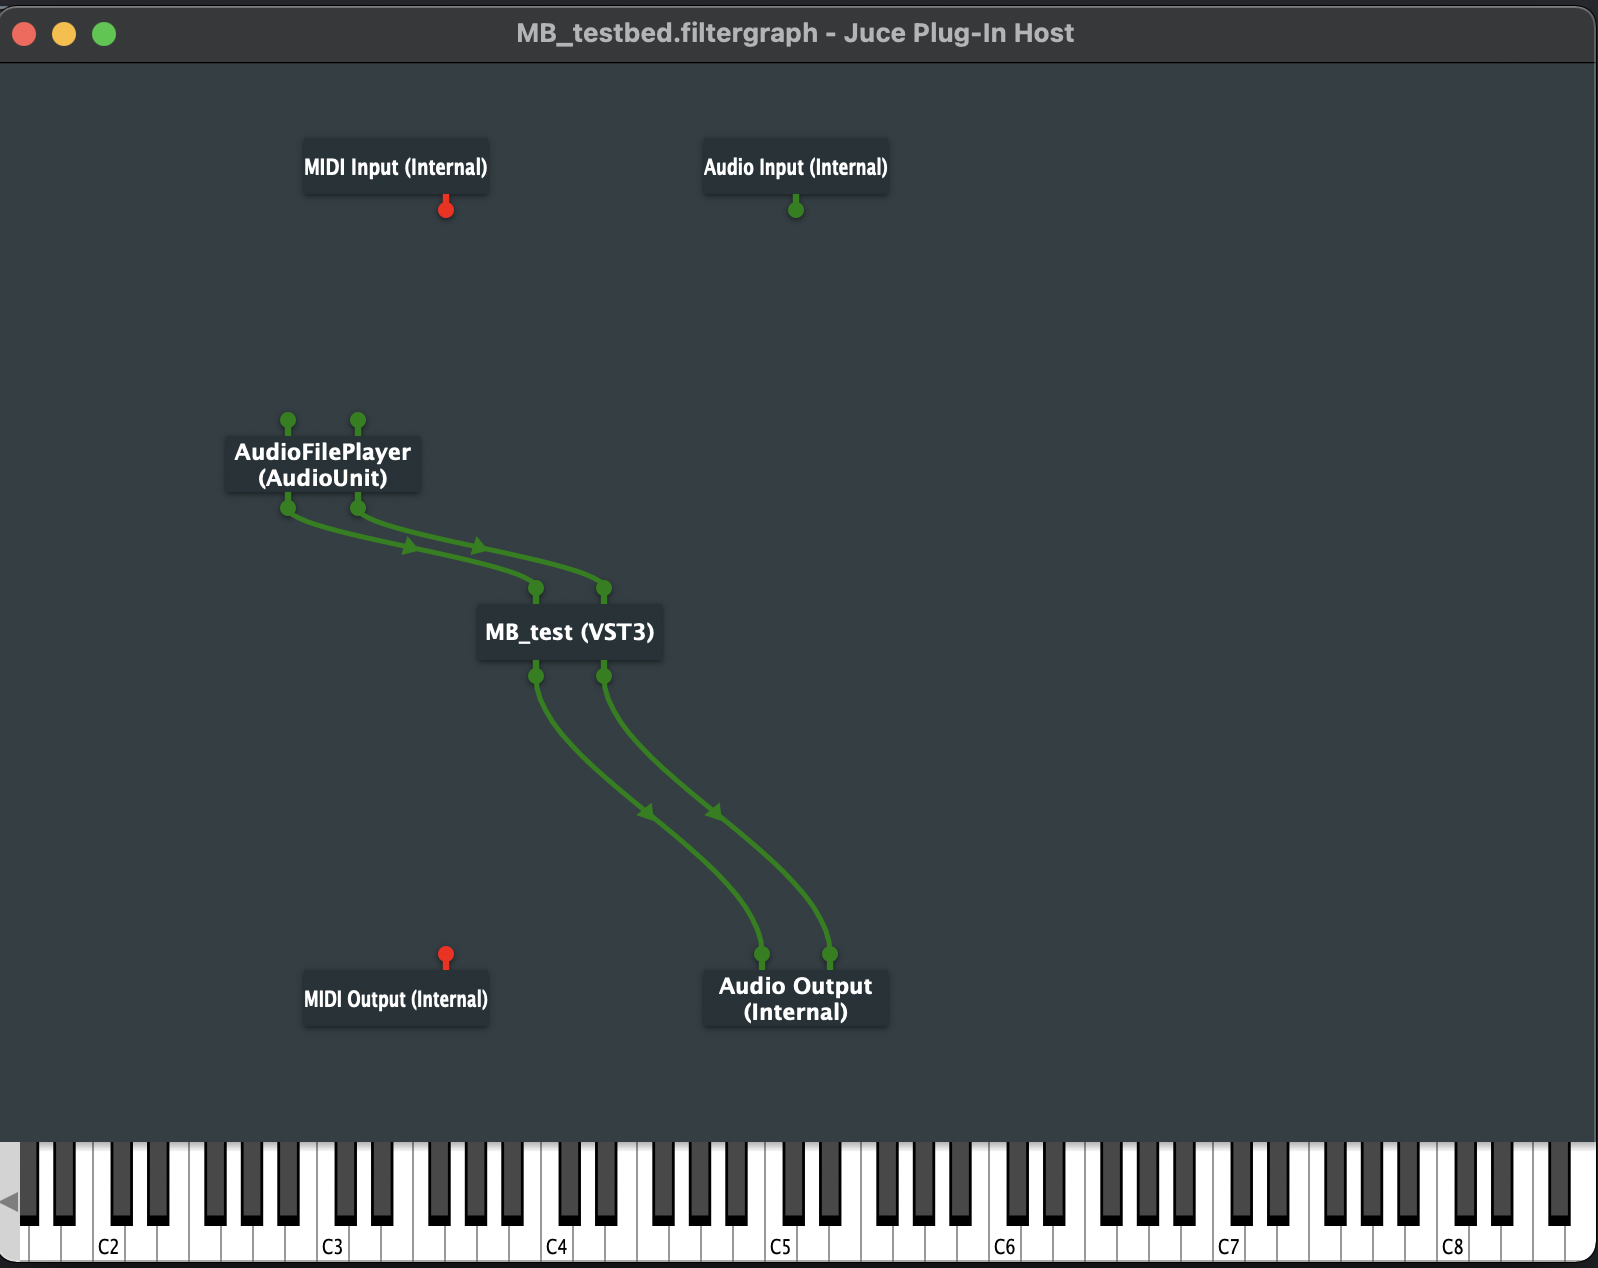 MB_testbed.filtergraph - Juce Plug-In Host
MIDI Input (Internal)
Audio Input (Internal)
AudioFilePlayer
(AudioUnit)
MB_test (VST3)
MIDI Output (Internal)
Audio Output
(Internal)
C2 C3 C4 C5 C6 C7 C8